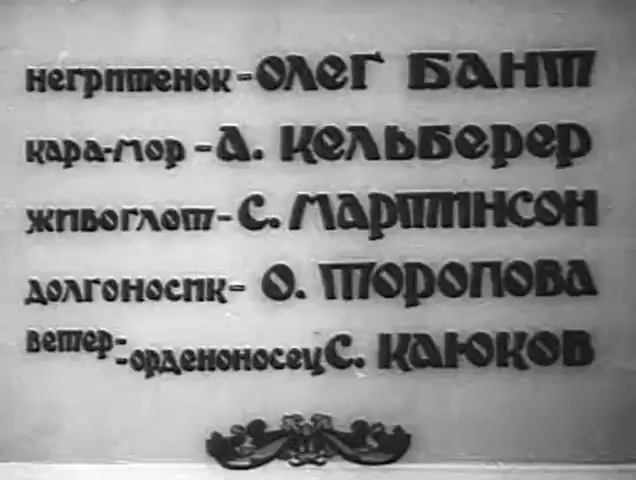 негритенок - Олег Бант
кара-мор - А. Кельберер
живоглот - С. Мартинсон
долгоносик - О. Торопова
ветер-орденоносец С. Каюков